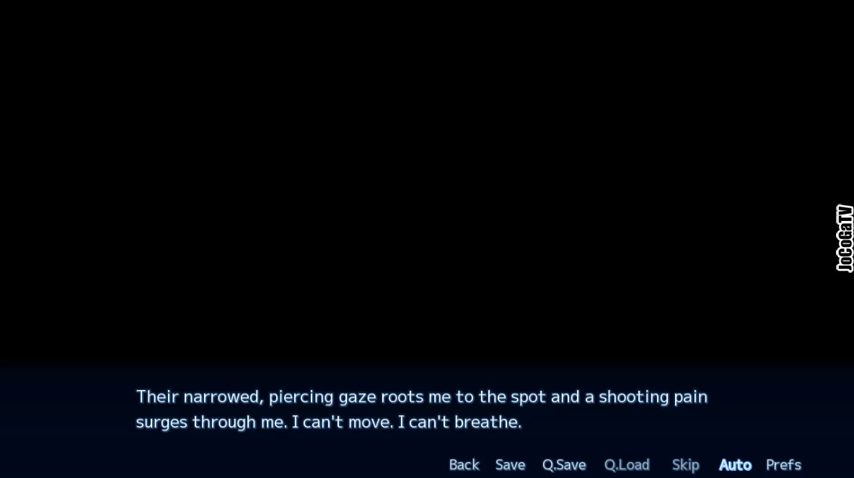 JoCoGaTV
Their narrowed, piercing gaze roots me to the spot and a shooting pain
surges through me. I can't move. I can't breathe.
Back Save Q.Save Q.Load Skip Auto Prefs